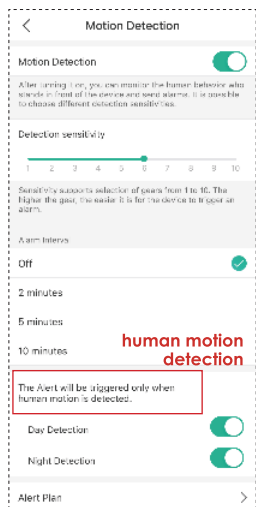 Motion Detection
Motion Detection
After turning it on, you can monitor the human behavior who
stands in front of the device and send alarms. It is possible
to choose different detection sensitivities.
Detection sensitivity
1 2 3 4 5 6 7 8 9 10
Sensitivity supports selection of gears from 1 to 10. The
higher the gear, the easier it is for the device to trigger an
alarm.
Alarm Interval
Off
2 minutes
5 minutes
10 minutes
human motion
detection
The Alert will be triggered only when
human motion is detected.
Day Detection
Night Detection
Alert Plan